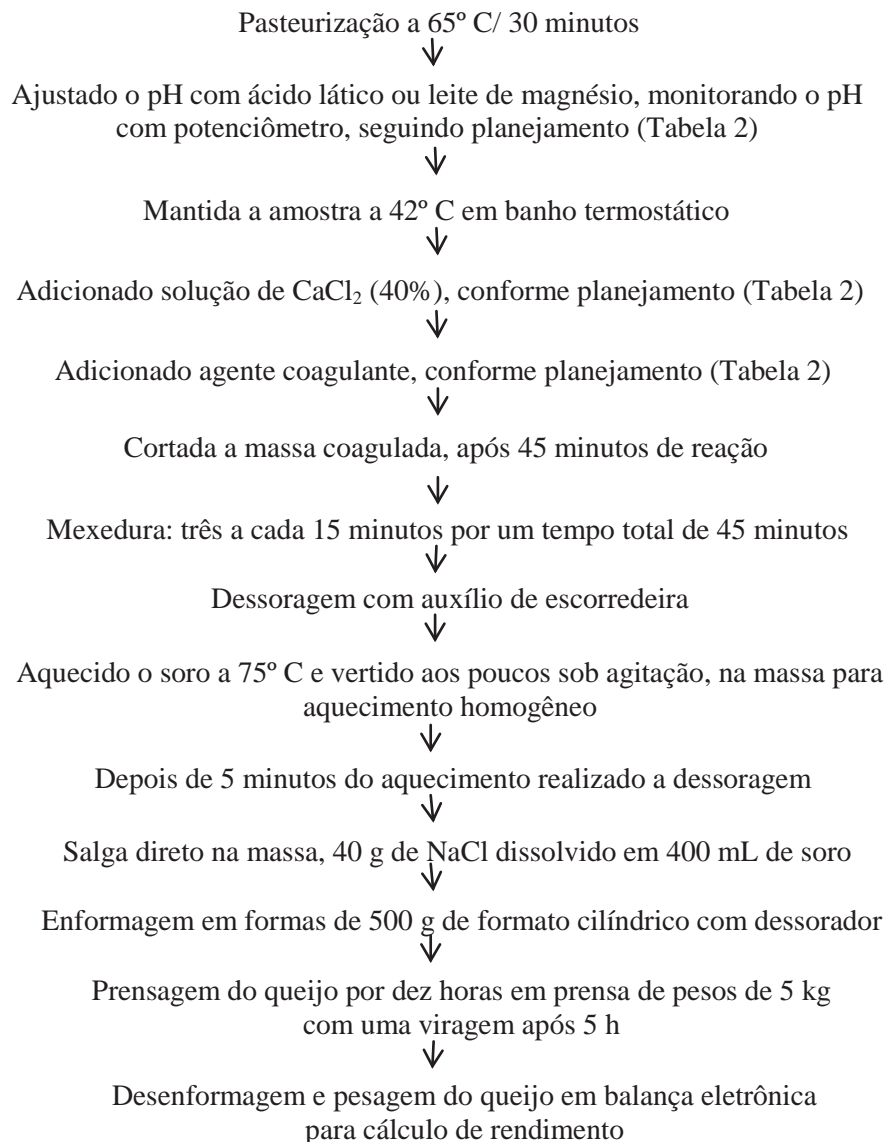 Pasteurização a 65º C/ 30 minutos
Ajustado o pH com ácido lático ou leite de magnésio, monitorando o pH
com potenciômetro, seguindo planejamento (Tabela 2)
Mantida a amostra a 42º C em banho termostático
Adicionado solução de CaCl₂ (40%), conforme planejamento (Tabela 2)
Adicionado agente coagulante, conforme planejamento (Tabela 2)
Cortada a massa coagulada, após 45 minutos de reação
Mexedura: três a cada 15 minutos por um tempo total de 45 minutos
Dessoragem com auxílio de escorredeira
Aquecido o soro a 75º C e vertido aos poucos sob agitação, na massa para
aquecimento homogêneo
Depois de 5 minutos do aquecimento realizado a dessoragem
Salga direto na massa, 40 g de NaCl dissolvido em 400 mL de soro
Enformagem em formas de 500 g de formato cilíndrico com dessorador
Prensagem do queijo por dez horas em prensa de pesos de 5 kg
com uma viragem após 5 h
Desenformagem e pesagem do queijo em balança eletrônica
para cálculo de rendimento